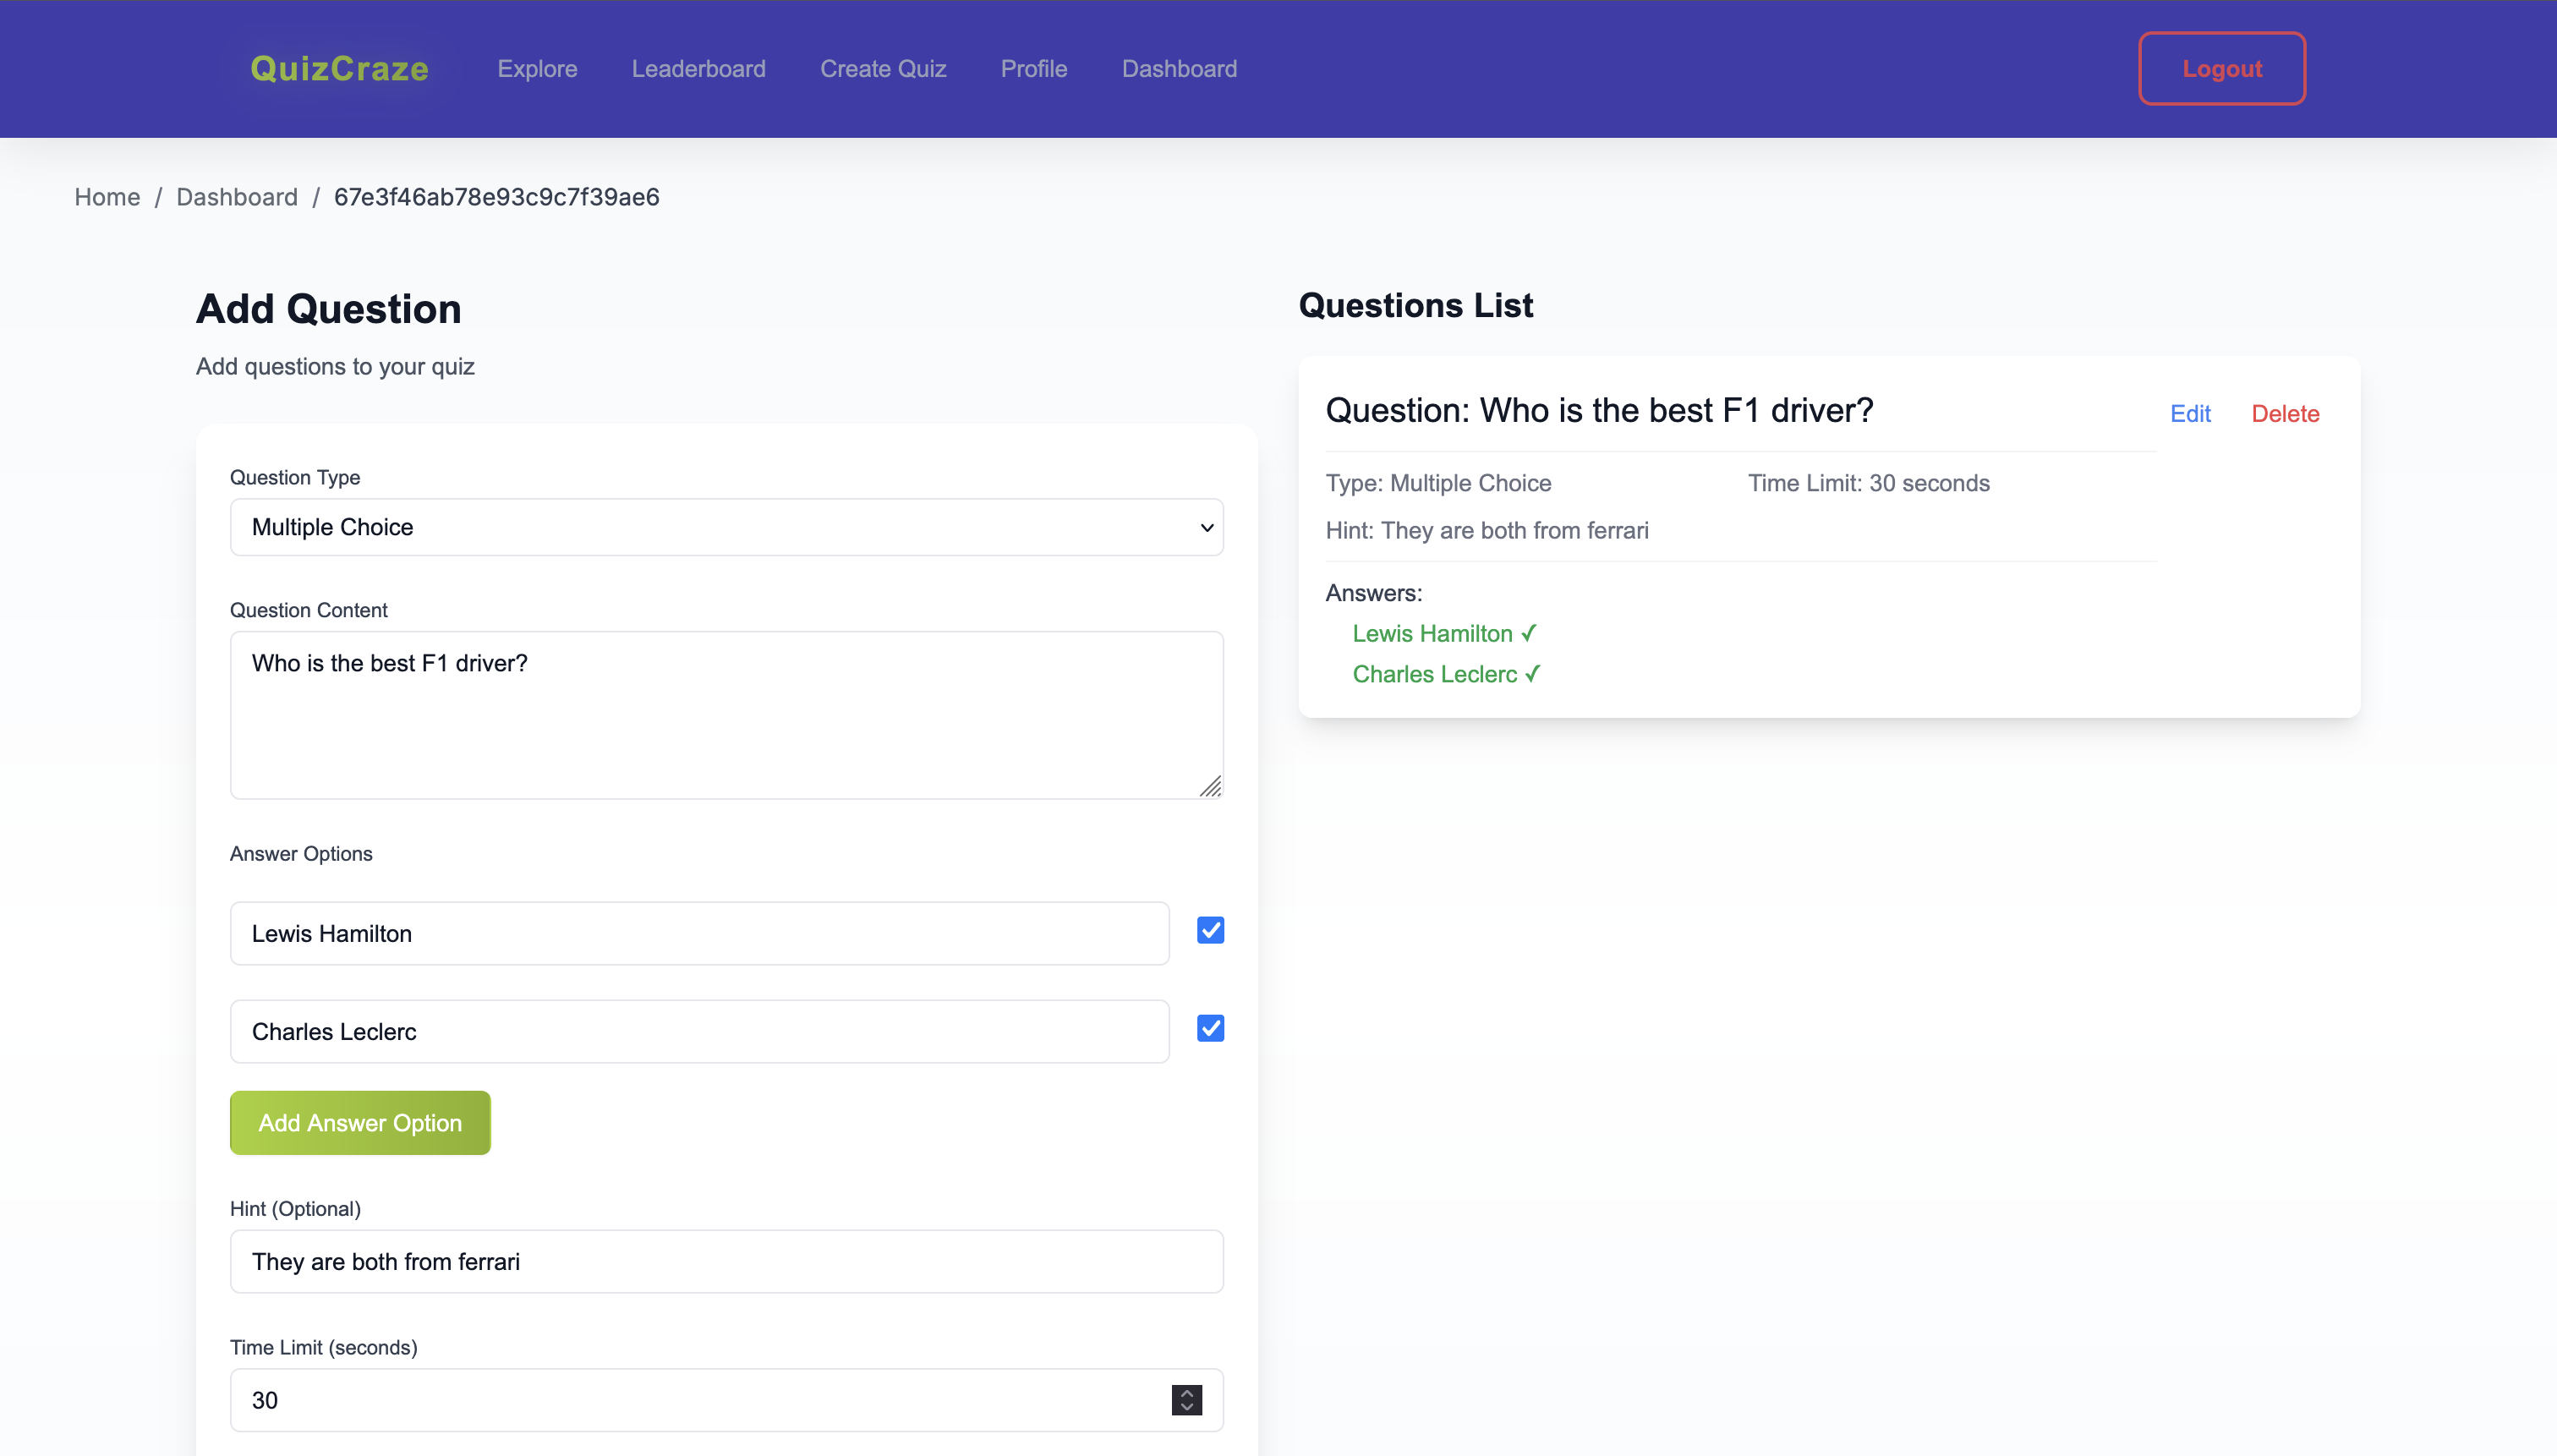 QuizCraze Explore Leaderboard Create Quiz Profile Dashboard Logout
Home / Dashboard / 67e3f46ab78e93c9c7f39ae6
Add Question
Add questions to your quiz
Question Type
Multiple Choice
Question Content
Who is the best F1 driver?
Answer Options
Lewis Hamilton
Charles Leclerc
Add Answer Option
Hint (Optional)
They are both from ferrari
Time Limit (seconds)
30
Questions List
Question: Who is the best F1 driver? Edit Delete
Type: Multiple Choice Time Limit: 30 seconds
Hint: They are both from ferrari
Answers:
Lewis Hamilton ✓
Charles Leclerc ✓